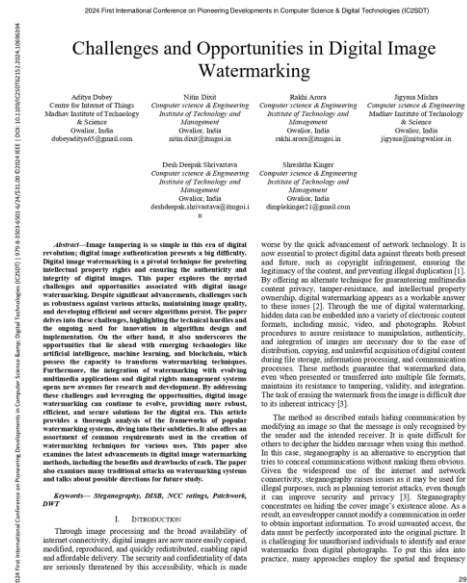 2024 First International Conference on Pioneering Developments in Computer Science & Digital Technologies (IC2SDT)
Challenges and Opportunities in Digital Image
Watermarking
Aditya Dubey
Centre for Internet of Things
Madhav Institute of Technology
& Science
Gwalior, India
dubeyaditya65@gmail.com
Nitin Dixit
Computer science & Engineering
Institute of Technology and
Management
Gwalior, India
nitin.dixit@itmgoi.in
Rakhi Arora
Computer science & Engineering
Institute of Technology and
Management
Gwalior, India
rakhi.arora@itmgoi.in
Jigyasa Mishra
Computer science & Engineering
Madhav Institute of Technology
& Science
Gwalior, India
jigyasa@mitsgwalior.in
Desh Deepak Shrivastava
Computer science & Engineering
Institute of Technology and
Management
Gwalior, India
deshdeepak.shrivastava@itmgoi.i
n
Shreshtha Kinger
Computer science & Engineering
Institute of Technology and
Management
Gwalior, India
dimplekinger21@gmail.com
Abstract—Image tampering is so simple in this era of digital
revolution; digital image authentication presents a big difficulty.
Digital image watermarking is a pivotal technique for protecting
intellectual property rights and ensuring the authenticity and
integrity of digital images. This paper explores the myriad
challenges and opportunities associated with digital image
watermarking. Despite significant advancements, challenges such
as robustness against various attacks, maintaining image quality,
and developing efficient and secure algorithms persist. The paper
delves into these challenges, highlighting the technical hurdles and
the ongoing need for innovation in algorithm design and
implementation. On the other hand, it also underscores the
opportunities that lie ahead with emerging technologies like
artificial intelligence, machine learning, and blockchain, which
possess the capacity to transform watermarking techniques.
Furthermore, the integration of watermarking with evolving
multimedia applications and digital rights management systems
opens new avenues for research and development. By addressing
these challenges and leveraging the opportunities, digital image
watermarking can continue to evolve, providing more robust,
efficient, and secure solutions for the digital era. This article
provides a thorough analysis of the frameworks of popular
watermarking systems, diving into their subtleties. It also offers an
assortment of common requirements used in the creation of
watermarking techniques for various uses. This paper also
examines the latest advancements in digital image watermarking
methods, including the benefits and drawbacks of each. The paper
also examines many traditional attacks on watermarking systems
and talks about possible directions for future study.
Keywords— Steganography, DISB, NCC ratings, Patchwork,
DWT
I. INTRODUCTION
Through image processing and the broad availability of
internet connectivity, digital images are now more easily copied,
modified, reproduced, and quickly redistributed, enabling rapid
and affordable delivery. The security and confidentiality of data
are seriously threatened by this accessibility, which is made
worse by the quick advancement of network technology. It is
now essential to protect digital data against threats both present
and future, such as copyright infringement, ensuring the
legitimacy of the content, and preventing illegal duplication [1].
By offering an alternate technique for guaranteeing multimedia
content privacy, tamper-resistance, and intellectual property
ownership, digital watermarking appears as a workable answer
to these issues [2]. Through the use of digital watermarking,
hidden data can be embedded into a variety of electronic content
formats, including music, video, and photographs. Robust
procedures to assure resistance to manipulation, authenticity,
and integration of images are necessary due to the ease of
distribution, copying, and unlawful acquisition of digital content
during file storage, information processing, and communication
processes. These methods guarantee that watermarked data,
even when presented or transferred into multiple file formats,
maintain its resistance to tampering, validity, and integration.
The task of erasing the watermark from the image is difficult due
to its inherent intricacy [3].
The method as described entails hiding communication by
modifying an image so that the message is only recognised by
the sender and the intended receiver. It is quite difficult for
others to decipher the hidden message when using this method.
In this case, steganography is an alternative to encryption that
tries to conceal communications without making them obvious.
Given the widespread use of the internet and network
connectivity, steganography raises issues as it may be used for
illegal purposes, such as planning terrorist attacks, even though
it can improve security and privacy [3]. Steganography
concentrates on hiding the cover image's existence alone. As a
result, an eavesdropper cannot modify a communication in order
to obtain important information. To avoid unwanted access, the
data must be perfectly incorporated into the original picture. It
is challenging for unauthorised individuals to identify and erase
watermarks from digital photographs. To put this idea into
practice, many approaches employ the spatial and frequency